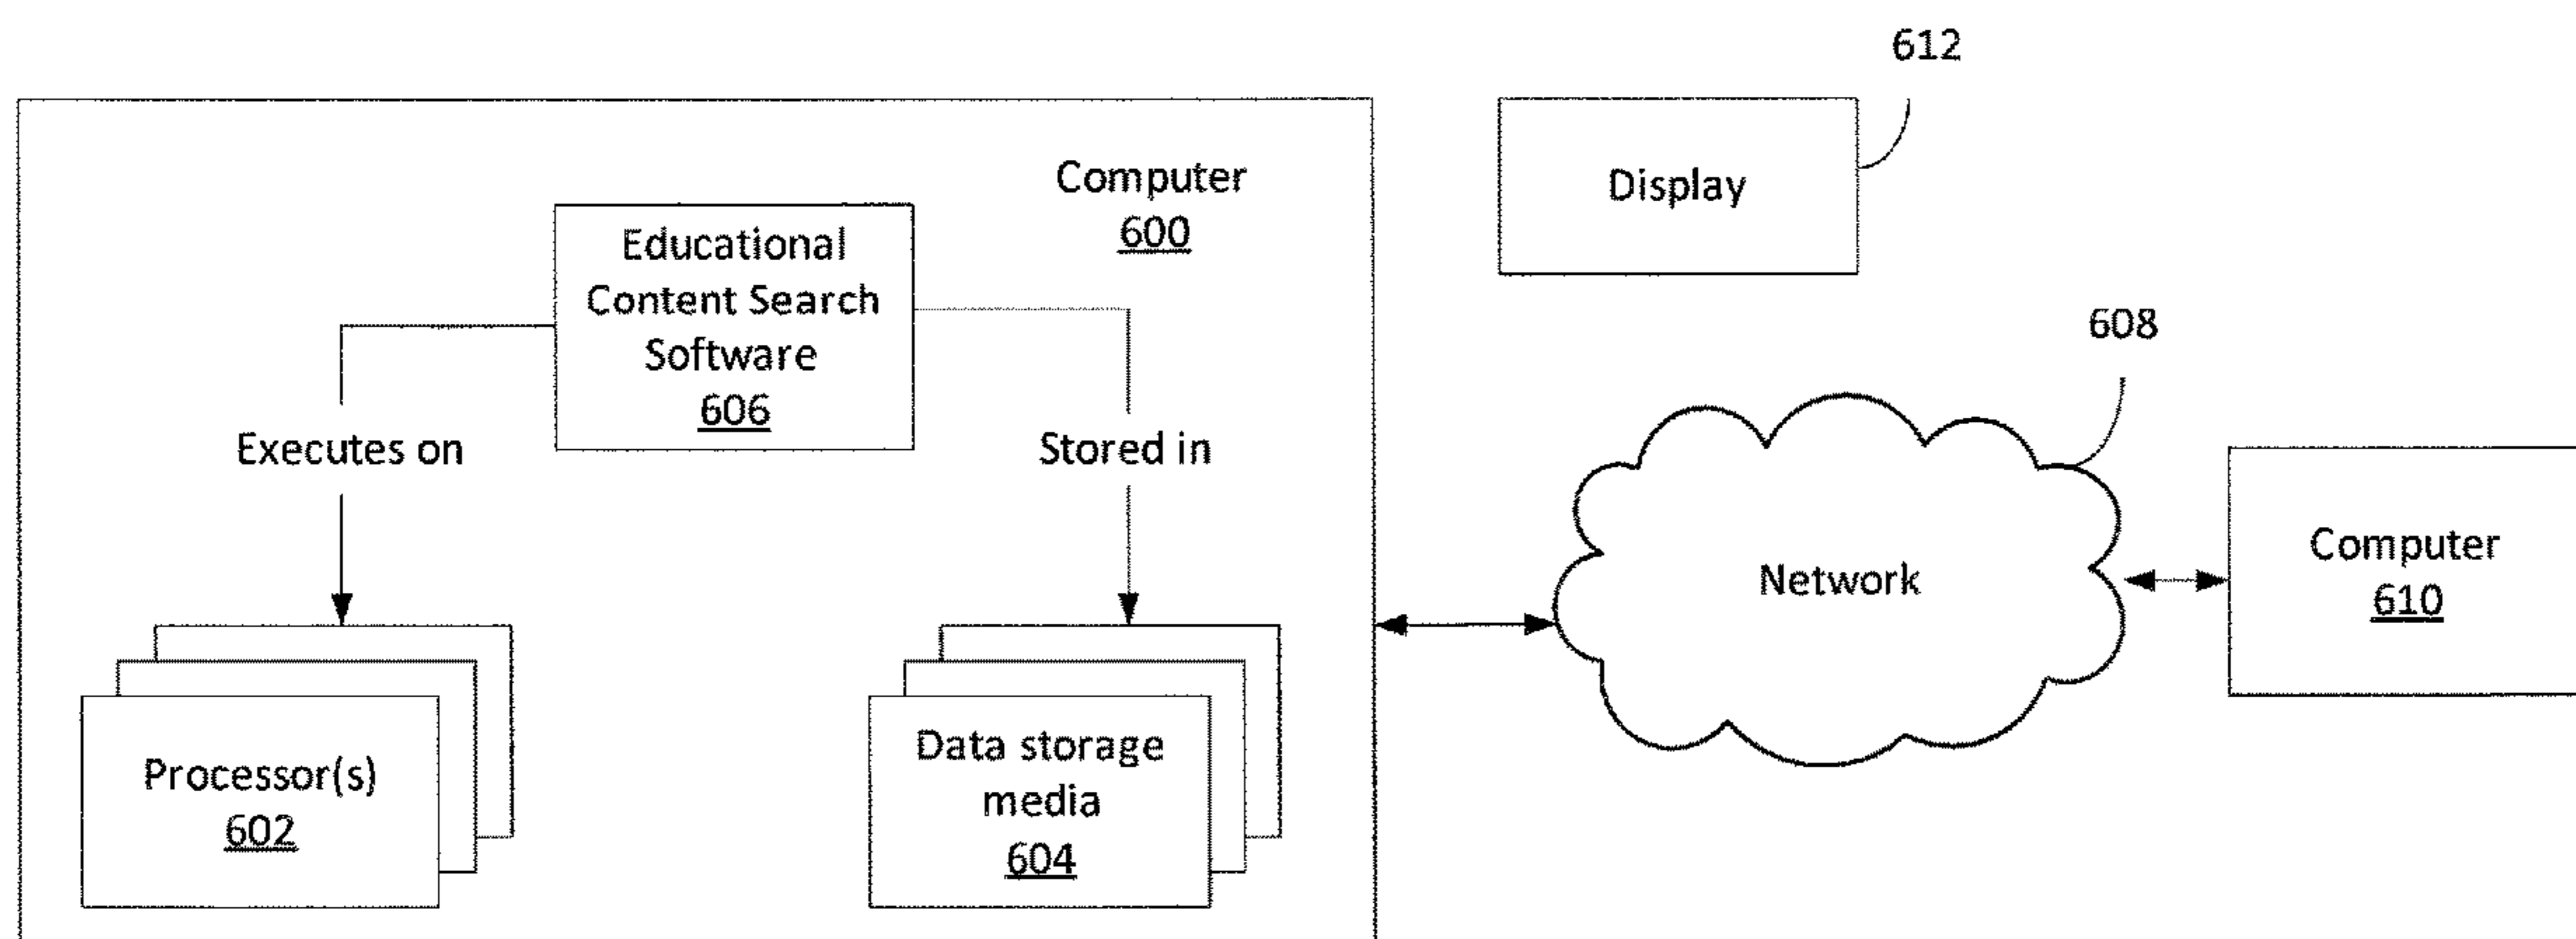 612
Computer
600
Display
Educational
Content Search
Software
606
608
Executes on
Stored in
Network
Computer
610
Processor(s)
602
Data storage
media
604